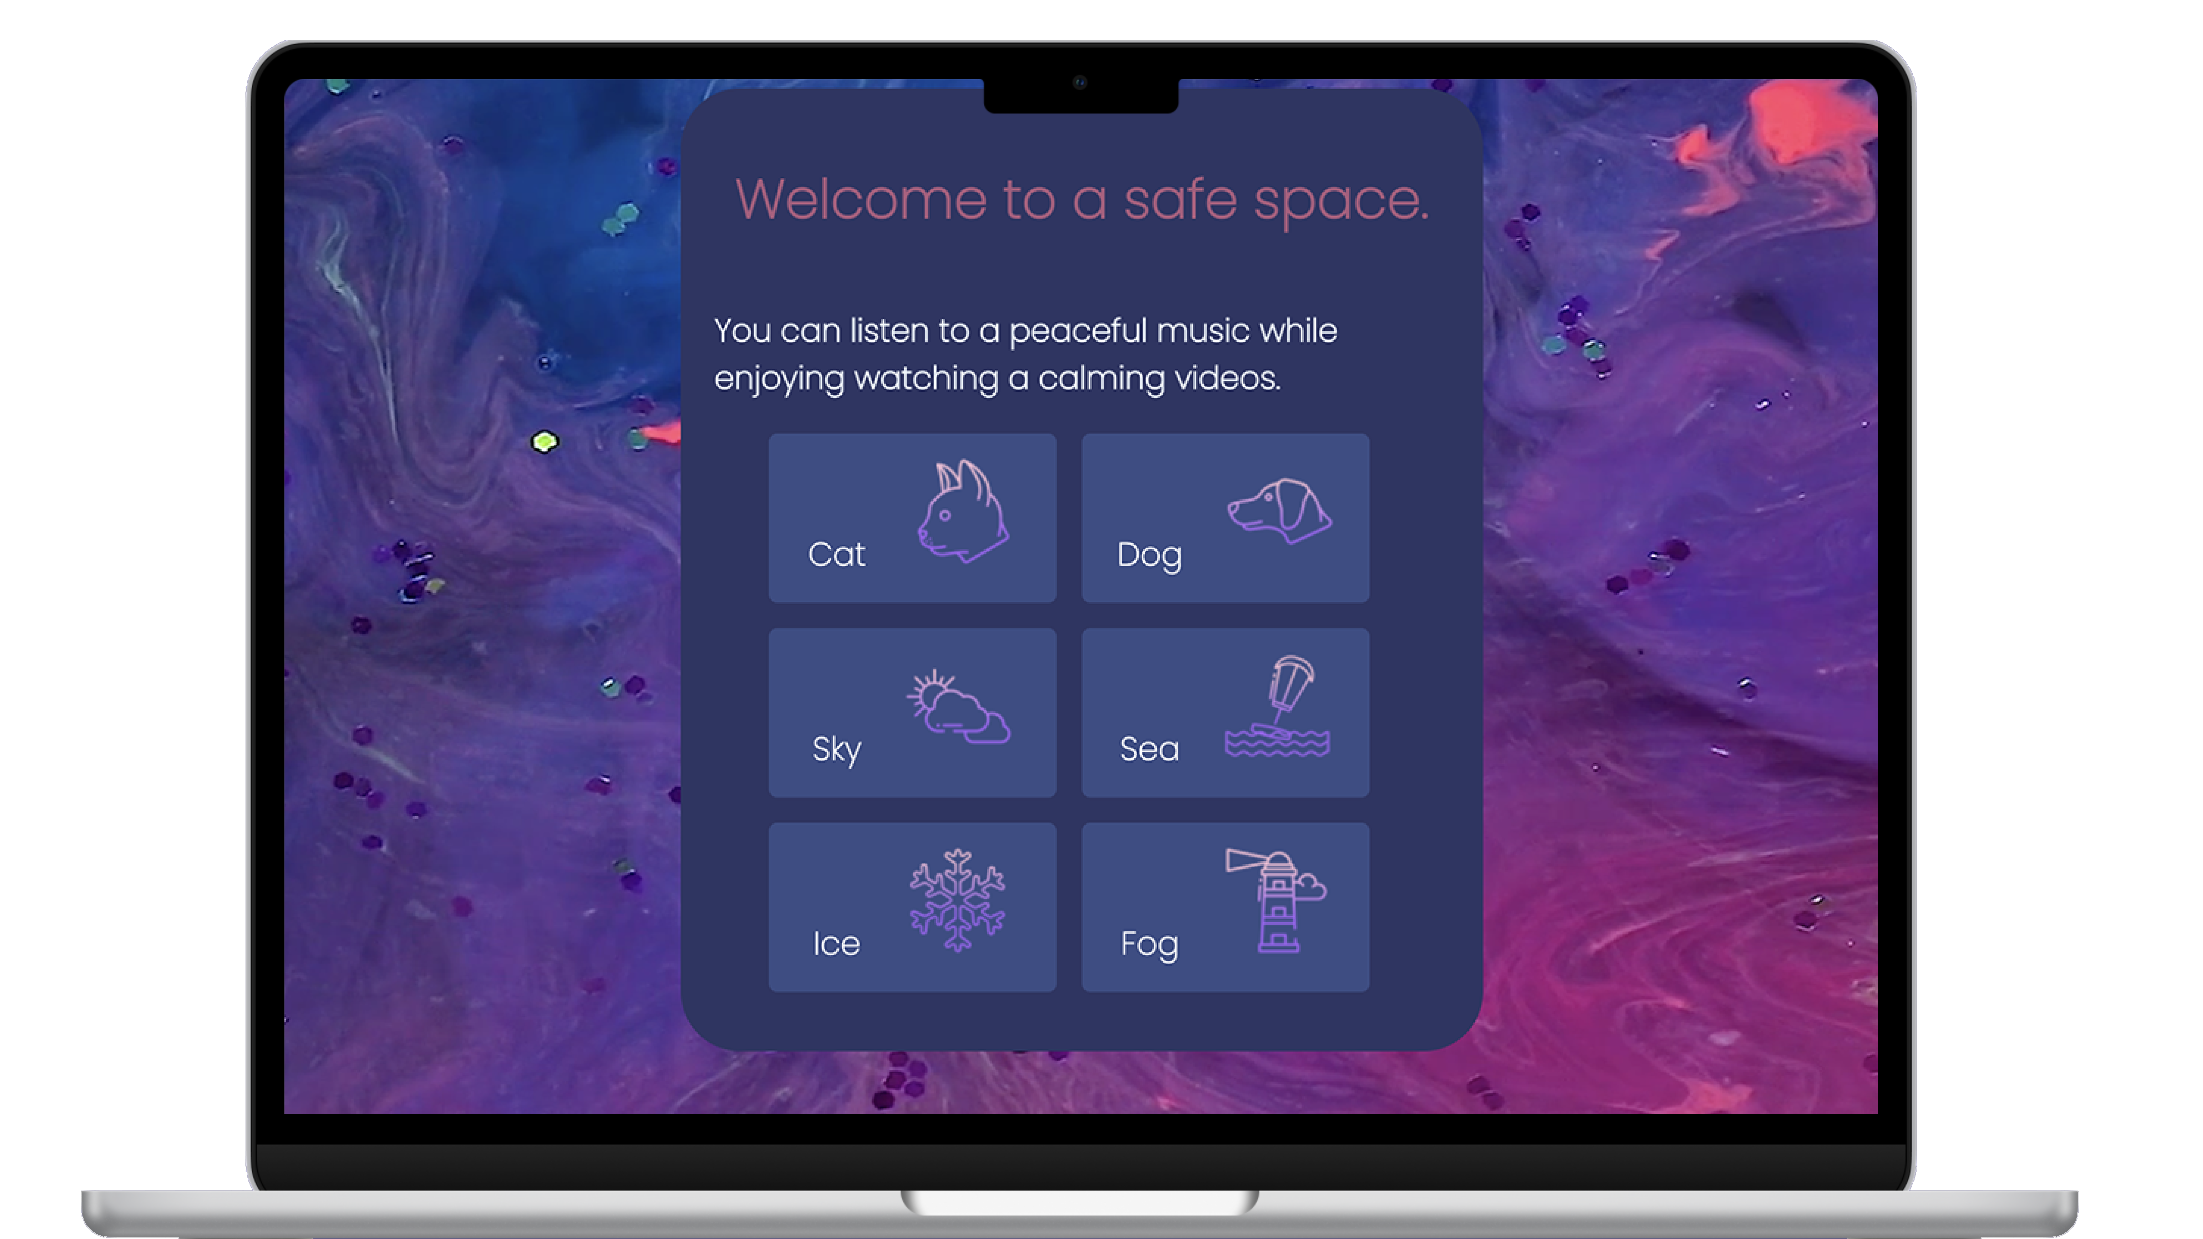 Welcome to a safe space.
You can listen to a peaceful music while
enjoying watching a calming videos.
Cat
Dog
Sky
Sea
Ice
Fog